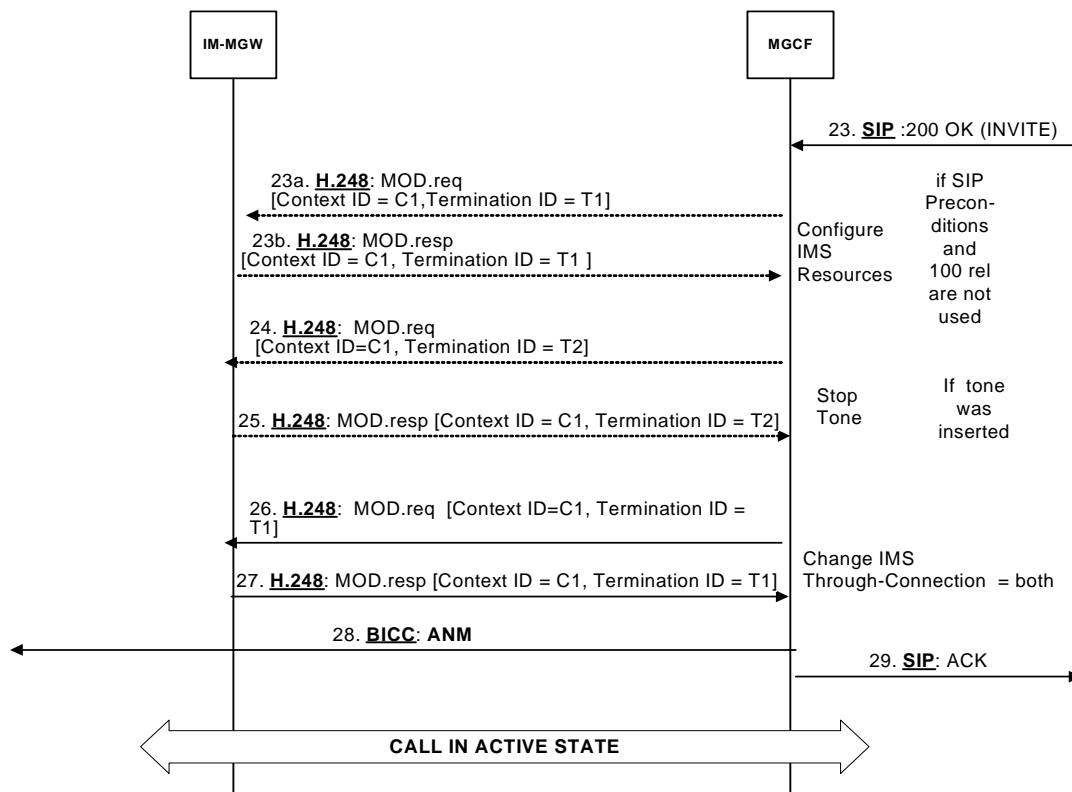 IM-MGW
MGCF
23. SIP :200 OK (INVITE)
23a. H.248: MOD.req
[Context ID = C1,Termination ID = T1]
23b. H.248: MOD.resp
[Context ID = C1, Termination ID = T1 ]
Configure
IMS
Resources
if SIP
Precon-
ditions
and
100 rel
are not
used
24. H.248: MOD.req
[Context ID=C1, Termination ID = T2]
25. H.248: MOD.resp [Context ID = C1, Termination ID = T2]
Stop
Tone
If tone
was
inserted
26. H.248: MOD.req [Context ID=C1, Termination ID =
T1]
27. H.248: MOD.resp [Context ID = C1, Termination ID = T1]
Change IMS
Through-Connection = both
28. BICC: ANM
29. SIP: ACK
CALL IN ACTIVE STATE